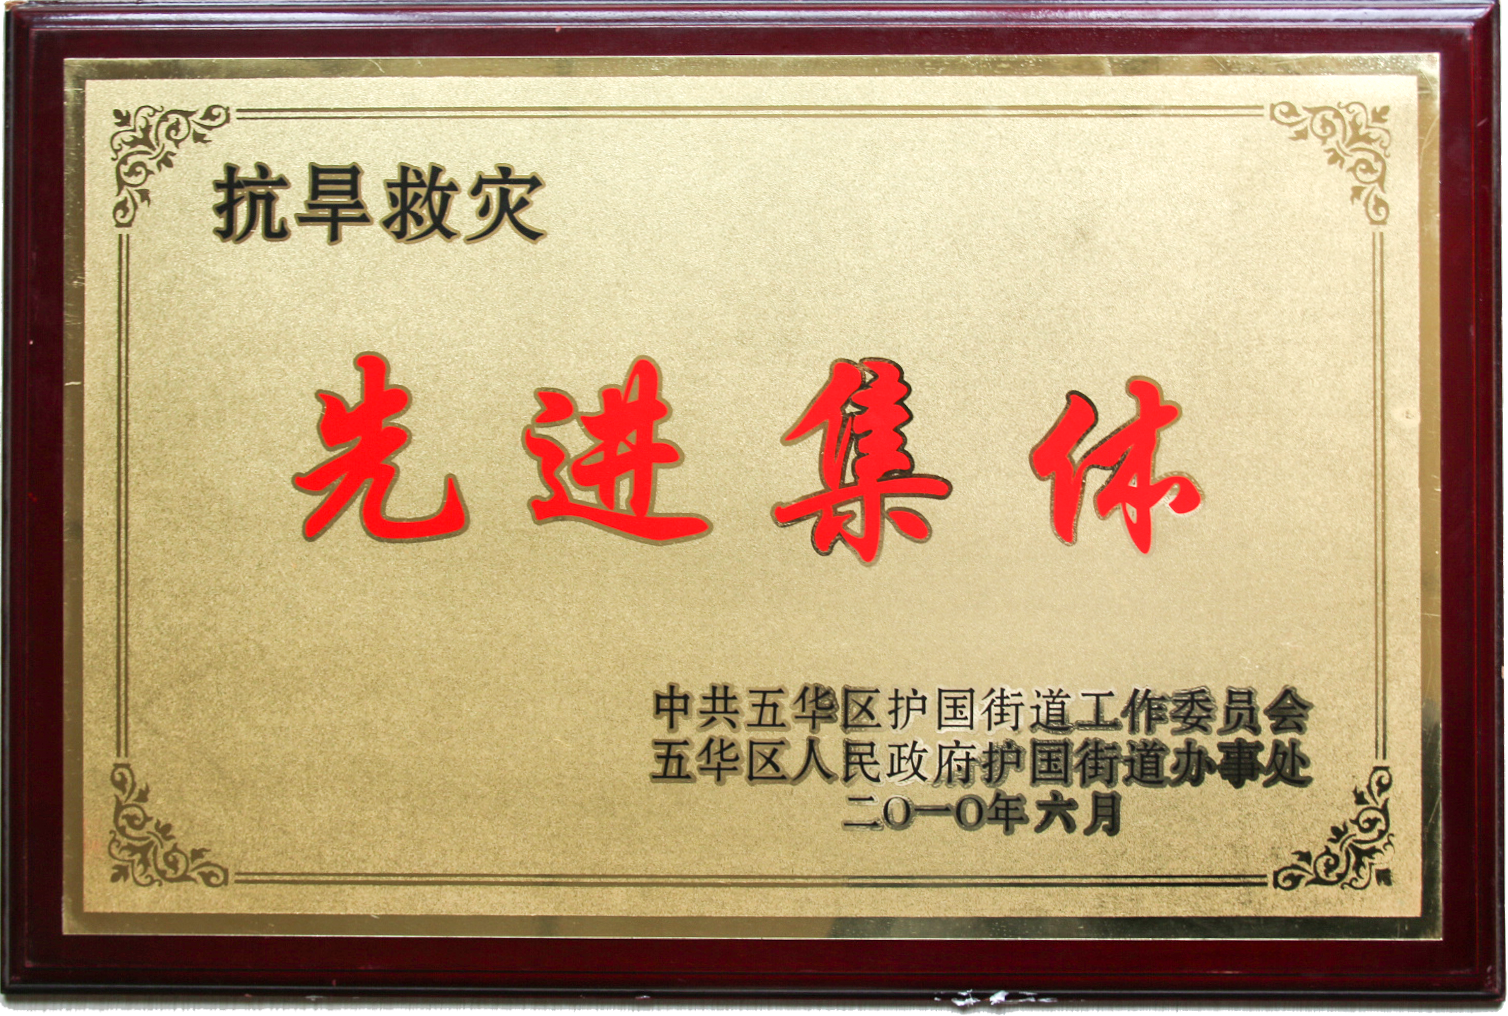 抗旱救灾
先进集体
中共五华区护国街道工作委员会
五华区人民政府护国街道办事处
二〇一〇年六月